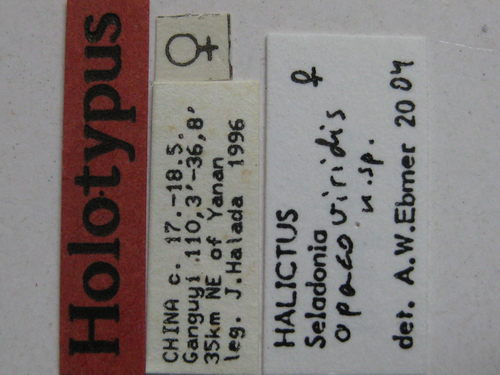 Holotypus
♀
CHINA c. 17.-18.5.
Ganguyi .110,3'-36,8'
35km NE of Yanan
leg. J.Halada 1996
♀
HALICTUS
Seladonia
opacoviridis
n.sp.
det. A.W.Ebmer 2004